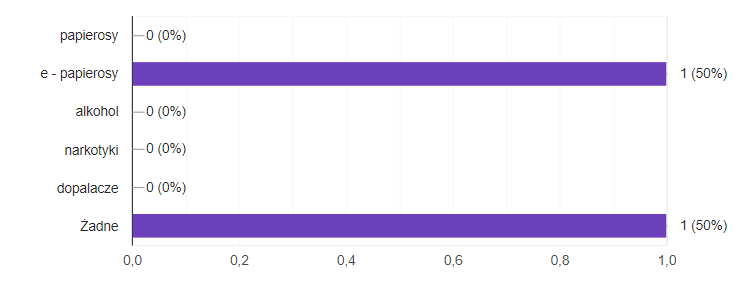 papierosy 0 (0%)
e - papierosy 1 (50%)
alkohol 0 (0%)
narkotyki 0 (0%)
dopalacze 0 (0%)
Żadne 1 (50%)
0,0 0,2 0,4 0,6 0,8 1,0